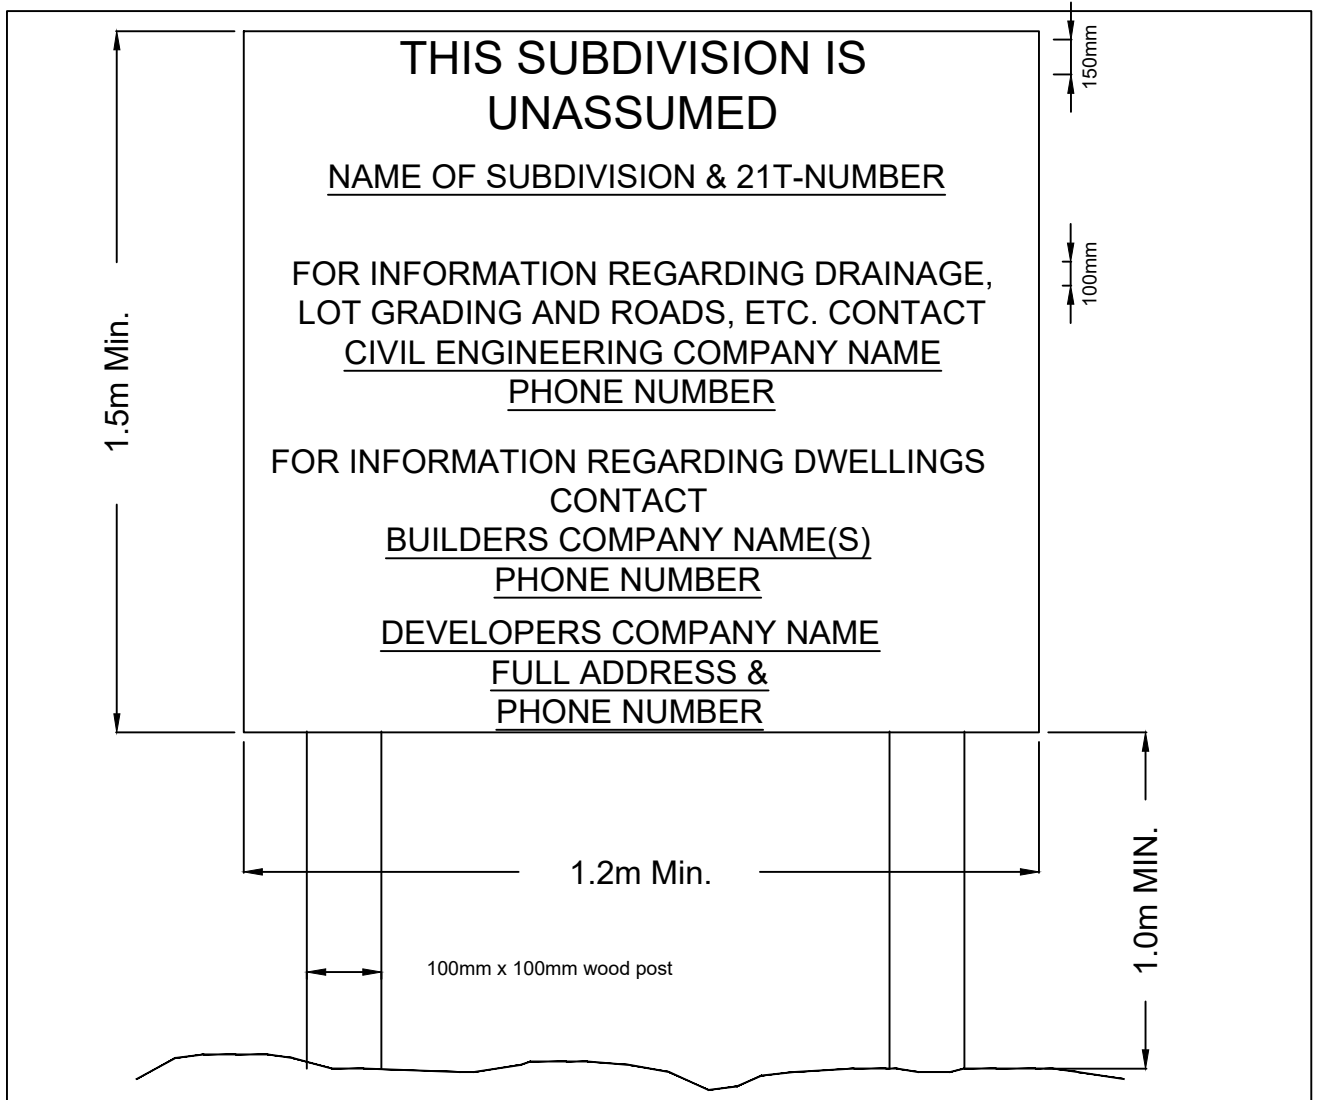 THIS SUBDIVISION IS
UNASSUMED
150mm
NAME OF SUBDIVISION & 21T-NUMBER
FOR INFORMATION REGARDING DRAINAGE,
LOT GRADING AND ROADS, ETC. CONTACT
CIVIL ENGINEERING COMPANY NAME
PHONE NUMBER
100mm
1.5m Min.
FOR INFORMATION REGARDING DWELLINGS
CONTACT
BUILDERS COMPANY NAME(S)
PHONE NUMBER
DEVELOPERS COMPANY NAME
FULL ADDRESS &
PHONE NUMBER
1.2m Min.
1.0m MIN.
100mm x 100mm wood post